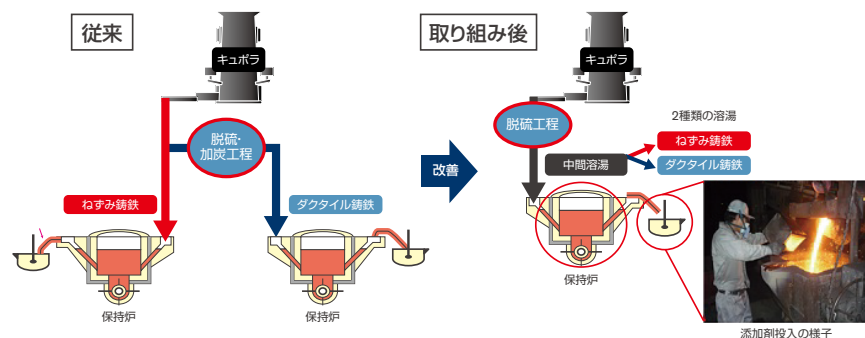 従来
キュポラ
脱硫・
加炭工程
ねずみ鋳鉄
ダクタイル鋳鉄
保持炉
保持炉
改善
取り組み後
キュポラ
脱硫工程
2種類の溶湯
中間溶湯
ねずみ鋳鉄
ダクタイル鋳鉄
保持炉
添加剤投入の様子